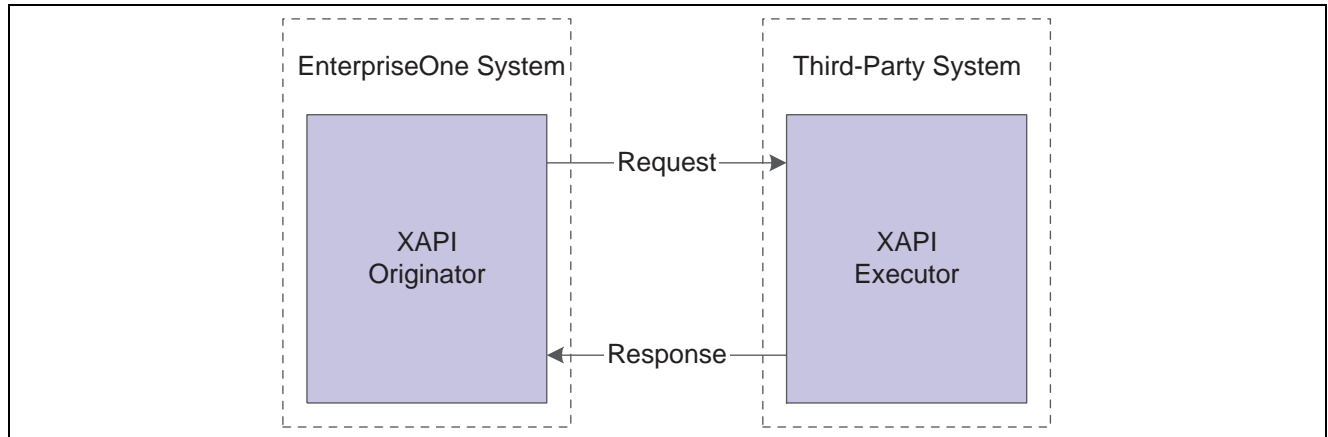 EnterpriseOne System
Third-Party System
Request
XAPI
Originator
XAPI
Executor
Response